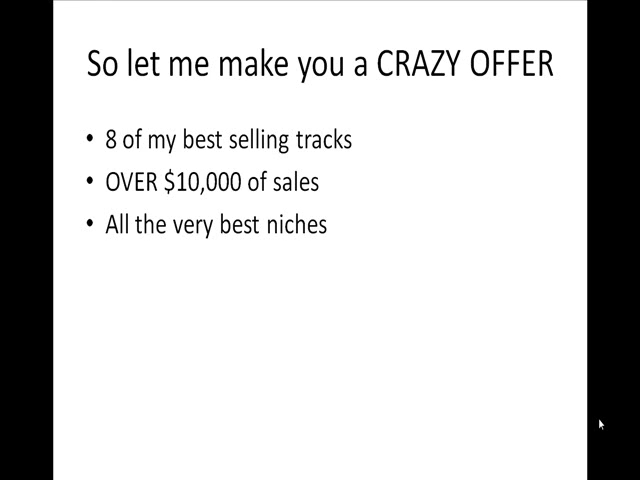 So let me make you a CRAZY OFFER
• 8 of my best selling tracks
• OVER $10,000 of sales
• All the very best niches